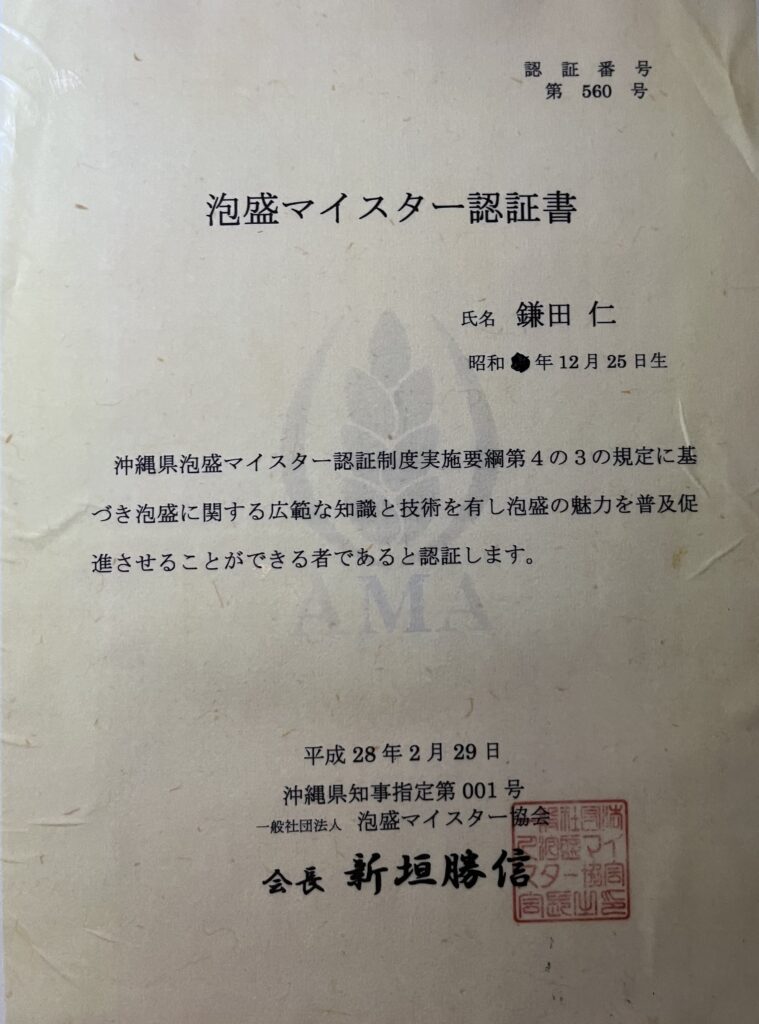 認証番号
第 560 号
泡盛マイスター認証書
氏名 鎌田 仁
昭和 年 12 月 25 日生
沖縄県泡盛マイスター認証制度実施要綱第４の３の規定に基
づき泡盛に関する広範な知識と技術を有し泡盛の魅力を普及促
進させることができる者であると認証します。
AMA
平成 28 年 2 月 29 日
沖縄県知事指定第 001 号
一般社団法人 泡盛マイスター協会
会長 新垣勝信